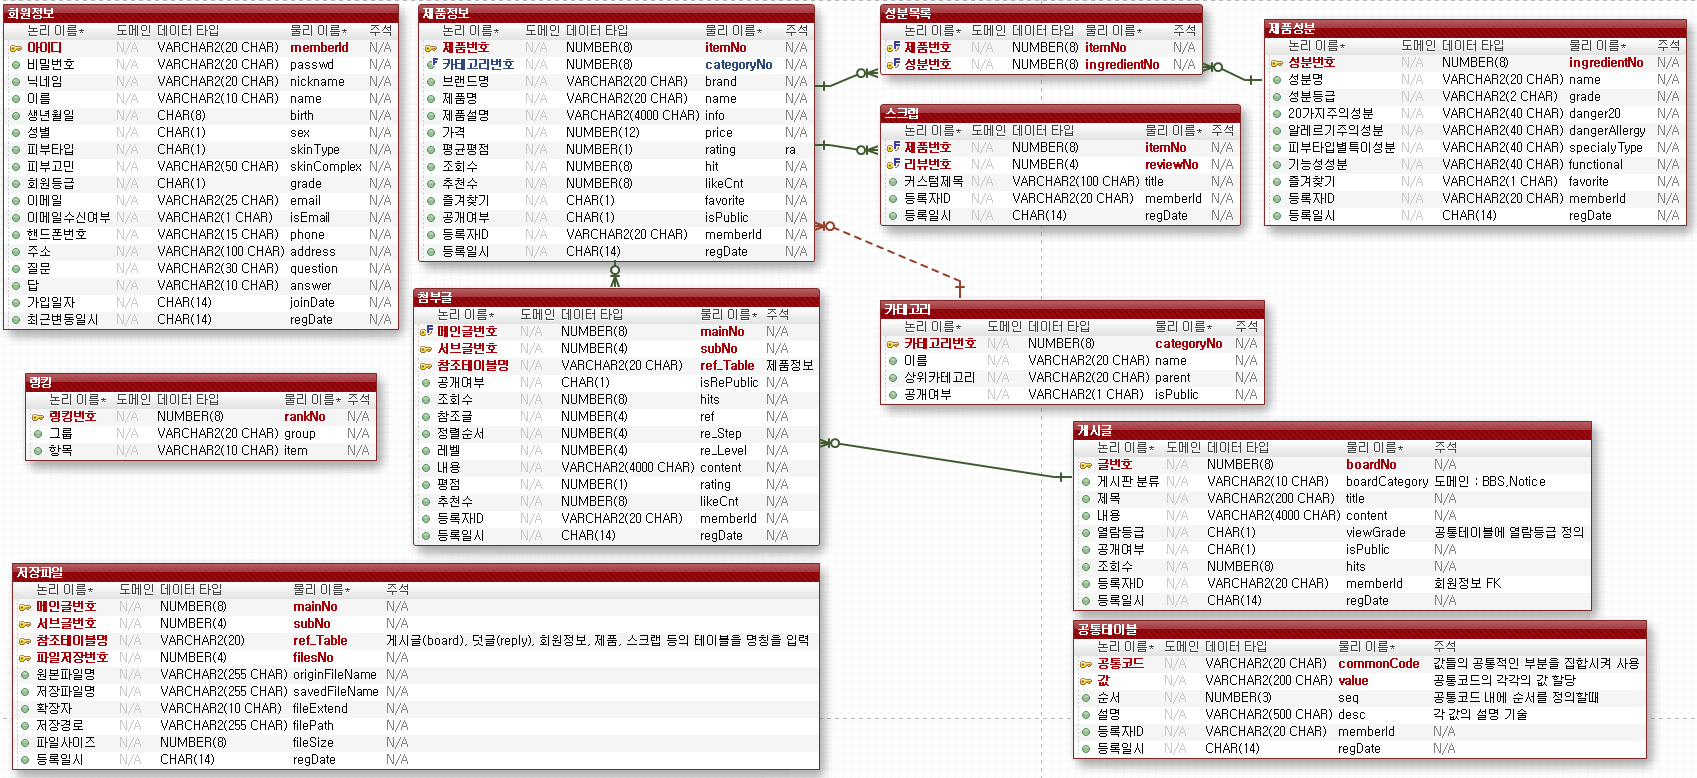 회원정보
논리 이름* 도메인 데이터 타입 물리 이름* 주석
아이디 N/A VARCHAR2(20 CHAR) memberId N/A
비밀번호 N/A VARCHAR2(20 CHAR) passwd N/A
닉네임 N/A VARCHAR2(20 CHAR) nickname N/A
이름 N/A VARCHAR2(10 CHAR) name N/A
생년월일 N/A CHAR(8) birth N/A
성별 N/A CHAR(1) sex N/A
피부타입 N/A CHAR(1) skinType N/A
피부고민 N/A VARCHAR2(50 CHAR) skinComplex N/A
회원등급 N/A CHAR(1) grade N/A
이메일 N/A VARCHAR2(25 CHAR) email N/A
이메일수신여부 N/A VARCHAR2(1 CHAR) isEmail N/A
핸드폰번호 N/A VARCHAR2(15 CHAR) phone N/A
주소 N/A VARCHAR2(100 CHAR) address N/A
질문 N/A VARCHAR2(30 CHAR) question N/A
답 N/A VARCHAR2(10 CHAR) answer N/A
가입일자 N/A CHAR(14) joinDate N/A
최근변동일시 N/A CHAR(14) regDate N/A
제품정보
논리 이름* 도메인 데이터 타입 물리 이름* 주석
제품번호 N/A NUMBER(8) itemNo N/A
카테고리번호 N/A NUMBER(8) categoryNo N/A
브랜드명 N/A VARCHAR2(20 CHAR) brand N/A
제품명 N/A VARCHAR2(20 CHAR) name N/A
제품설명 N/A VARCHAR2(4000 CHAR) info N/A
가격 N/A NUMBER(12) price N/A
평균평점 N/A NUMBER(1) rating ra
조회수 N/A NUMBER(8) hit N/A
추천수 N/A NUMBER(8) likeCnt N/A
즐겨찾기 N/A CHAR(1) favorite N/A
공개여부 N/A CHAR(1) isPublic N/A
등록자ID N/A VARCHAR2(20 CHAR) memberId N/A
등록일시 N/A CHAR(14) regDate N/A
성분목록
논리 이름* 도메인 데이터 타입 물리 이름* 주석
제품번호 N/A NUMBER(8) itemNo N/A
성분번호 N/A NUMBER(8) ingredientNo N/A
제품성분
논리 이름* 도메인 데이터 타입 물리 이름* 주석
성분번호 N/A NUMBER(8) ingredientNo N/A
성분명 N/A VARCHAR2(20 CHAR) name N/A
성분등급 N/A VARCHAR2(2 CHAR) grade N/A
20가지주의성분 N/A VARCHAR2(40 CHAR) danger20 N/A
알레르기주의성분 N/A VARCHAR2(40 CHAR) dangerAllergy N/A
피부타입별특이성분 N/A VARCHAR2(40 CHAR) specialyType N/A
기능성성분 N/A VARCHAR2(40 CHAR) functional N/A
즐겨찾기 N/A VARCHAR2(1 CHAR) favorite N/A
등록자ID N/A VARCHAR2(20 CHAR) memberId N/A
등록일시 N/A CHAR(14) regDate N/A
스크랩
논리 이름* 도메인 데이터 타입 물리 이름* 주석
제품번호 N/A NUMBER(8) itemNo N/A
리뷰번호 N/A NUMBER(4) reviewNo N/A
커스텀제목 N/A VARCHAR2(100 CHAR) title N/A
등록자ID N/A VARCHAR2(20 CHAR) memberId N/A
등록일시 N/A CHAR(14) regDate N/A
첨부글
논리 이름* 도메인 데이터 타입 물리 이름* 주석
메인글번호 N/A NUMBER(8) mainNo N/A
서브글번호 N/A NUMBER(4) subNo N/A
참조테이블명 N/A VARCHAR2(20 CHAR) ref_Table 제품정보
공개여부 N/A CHAR(1) isRePublic N/A
조회수 N/A NUMBER(8) hits N/A
참조글 N/A NUMBER(4) ref N/A
정렬순서 N/A NUMBER(4) re_Step N/A
레벨 N/A NUMBER(4) re_Level N/A
내용 N/A VARCHAR2(4000 CHAR) content N/A
평점 N/A NUMBER(1) rating N/A
추천수 N/A NUMBER(8) likeCnt N/A
등록자ID N/A VARCHAR2(20 CHAR) memberId N/A
등록일시 N/A CHAR(14) regDate N/A
카테고리
논리 이름* 도메인 데이터 타입 물리 이름* 주석
카테고리번호 N/A NUMBER(8) categoryNo N/A
이름 N/A VARCHAR2(20 CHAR) name N/A
상위카테고리 N/A VARCHAR2(20 CHAR) parent N/A
공개여부 N/A VARCHAR2(1 CHAR) isPublic N/A
랭킹
논리 이름* 도메인 데이터 타입 물리 이름* 주석
랭킹번호 N/A NUMBER(8) rankNo N/A
그룹 N/A VARCHAR2(20 CHAR) group N/A
항목 N/A VARCHAR2(10 CHAR) item N/A
게시글
논리 이름* 도메인 데이터 타입 물리 이름* 주석
글번호 N/A NUMBER(8) boardNo N/A
게시판 분류 N/A VARCHAR2(10 CHAR) boardCategory 도메인 : BBS,Notice
제목 N/A VARCHAR2(200 CHAR) title N/A
내용 N/A VARCHAR2(4000 CHAR) content N/A
열람등급 N/A CHAR(1) viewGrade 공통테이블에 열람등급 정의
공개여부 N/A CHAR(1) isPublic N/A
조회수 N/A NUMBER(8) hits N/A
등록자ID N/A VARCHAR2(20 CHAR) memberId 회원정보 FK
등록일시 N/A CHAR(14) regDate N/A
저장파일
논리 이름* 도메인 데이터 타입 물리 이름* 주석
메인글번호 N/A NUMBER(8) mainNo N/A
서브글번호 N/A NUMBER(4) subNo N/A
참조테이블명 N/A VARCHAR2(20) ref_Table 게시글(board), 덧글(reply), 회원정보, 제품, 스크랩 등의 테이블을 명칭을 입력
파일저장번호 N/A NUMBER(4) filesNo N/A
원본파일명 N/A VARCHAR2(255 CHAR) originFileName N/A
저장파일명 N/A VARCHAR2(255 CHAR) savedFileName N/A
확장자 N/A VARCHAR2(10 CHAR) fileExtend N/A
저장경로 N/A VARCHAR2(255 CHAR) filePath N/A
파일사이즈 N/A NUMBER(8) fileSize N/A
등록일시 N/A CHAR(14) regDate N/A
공통테이블
논리 이름* 도메인 데이터 타입 물리 이름* 주석
공통코드 N/A VARCHAR2(20 CHAR) commonCode 값들의 공통적인 부분을 집합시켜 사용
값 N/A VARCHAR2(200 CHAR) value 공통코드의 각각의 값 할당
순서 N/A NUMBER(3) seq 공통코드 내에 순서를 정의할때
설명 N/A VARCHAR2(500 CHAR) desc 각 값의 설명 기술
등록자ID N/A VARCHAR2(20 CHAR) memberId N/A
등록일시 N/A CHAR(14) regDate N/A